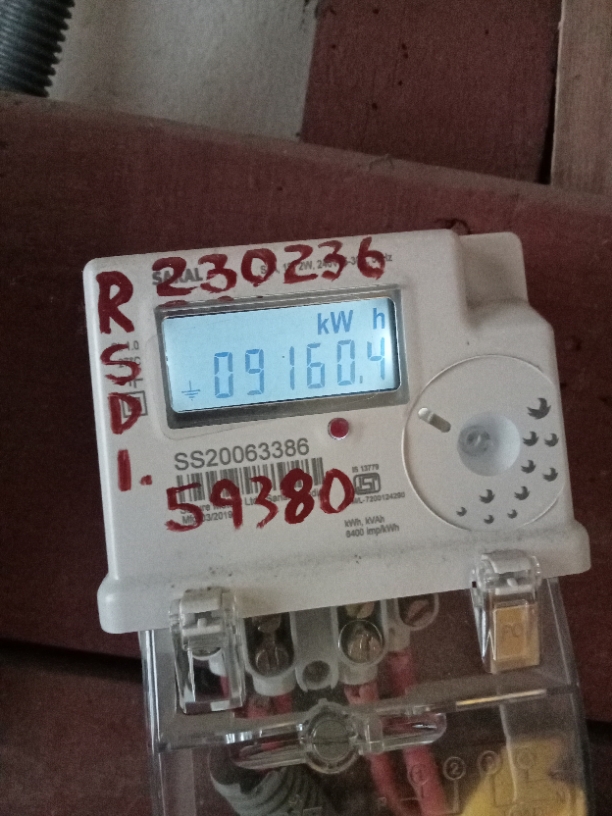 230236
R
S
D
1.
kW h
09160.4
SS20063386
59380
IS 13779
kWh, kVAh
6400 imp/kWh